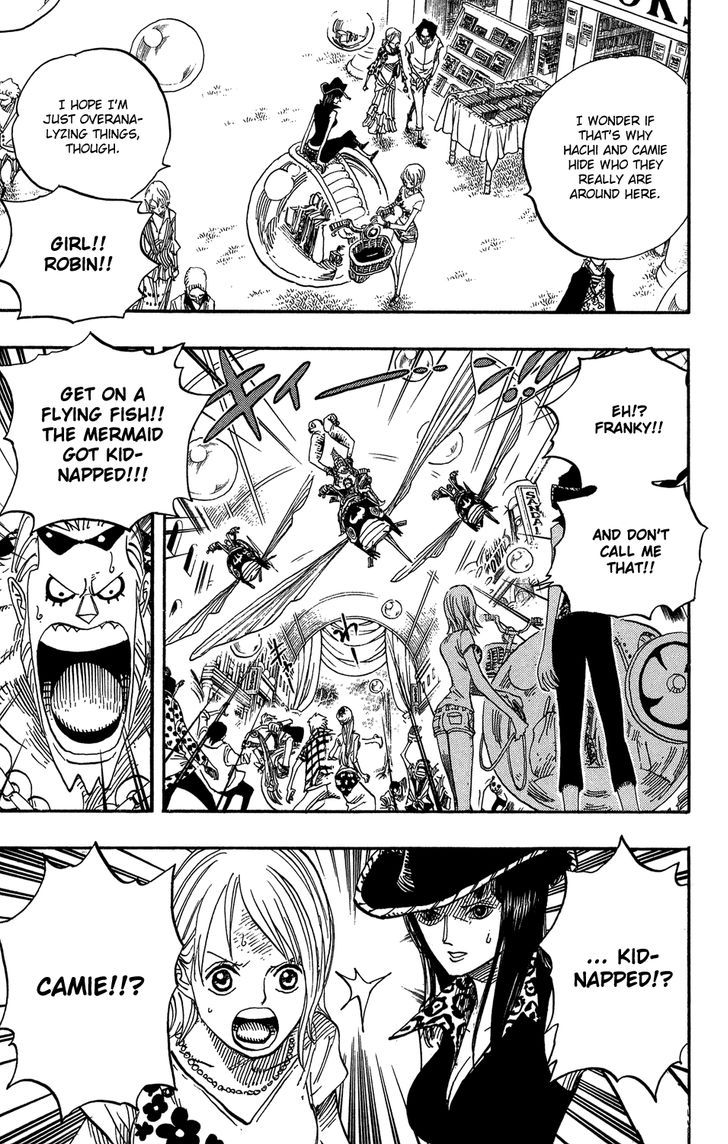 OKS
I WONDER IF
THAT'S WHY
HACHI AND CAMIE
HIDE WHO THEY
REALLY ARE
AROUND HERE.
I HOPE I'M
JUST OVERANA-
LYZING THINGS,
THOUGH.
GIRL!!
ROBIN!!
EH!?
FRANKY!!
AND DON'T
CALL ME
THAT!!
GET ON A
FLYING FISH!!
THE MERMAID
GOT KID-
NAPPED!!!
... KID-
NAPPED!?
CAMIE!!?